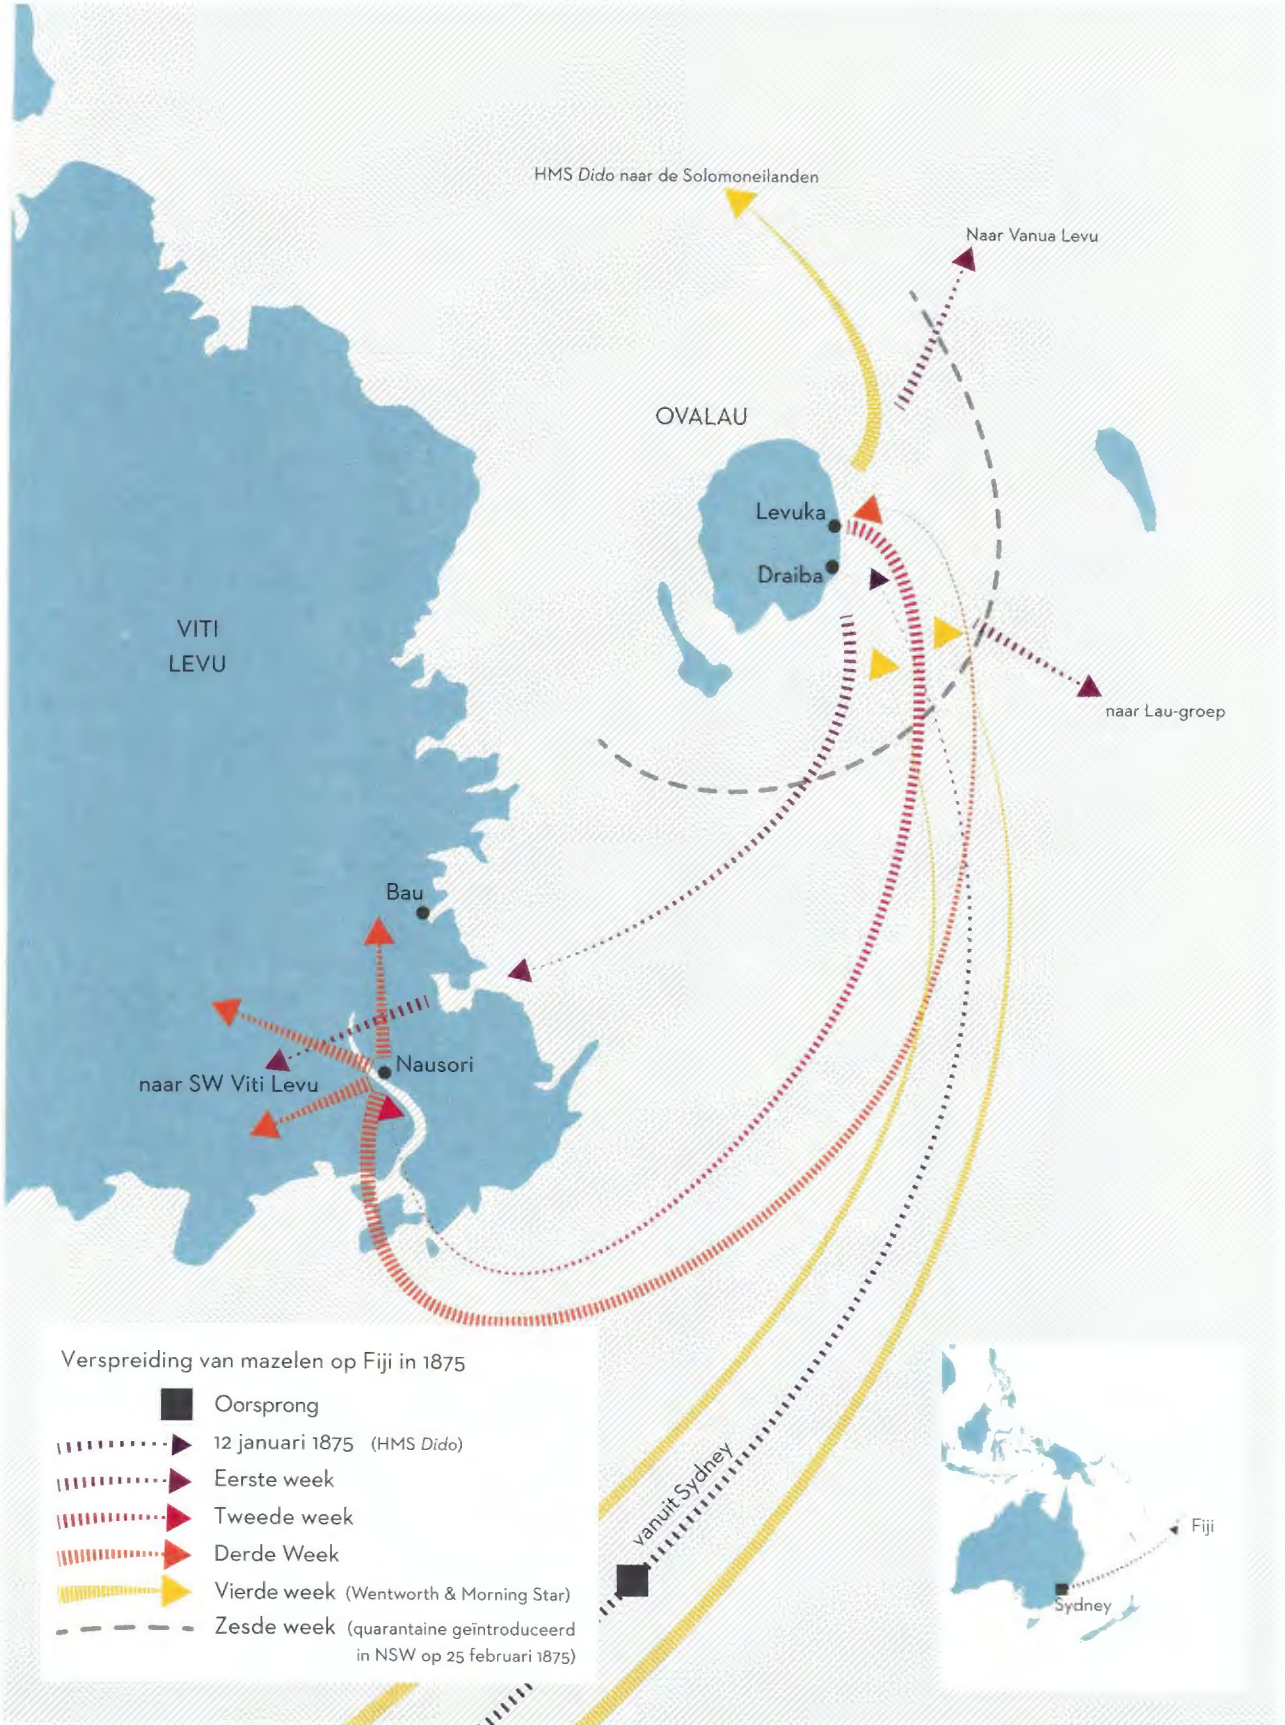 HMS Dido naar de Solomoneilanden
Naar Vanua Levu
OVALAU
Levuka
Draiba
VITI
LEVU
naar Lau-groep
Bau
Nausori
naar SW Viti Levu
vanuit Sydney
Verspreiding van mazelen op Fiji in 1875
Oorsprong
12 januari 1875 (HMS Dido)
Eerste week
Tweede week
Derde Week
Vierde week (Wentworth & Morning Star)
Zesde week (quarantaine geïntroduceerd
in NSW op 25 februari 1875)
Fiji
Sydney